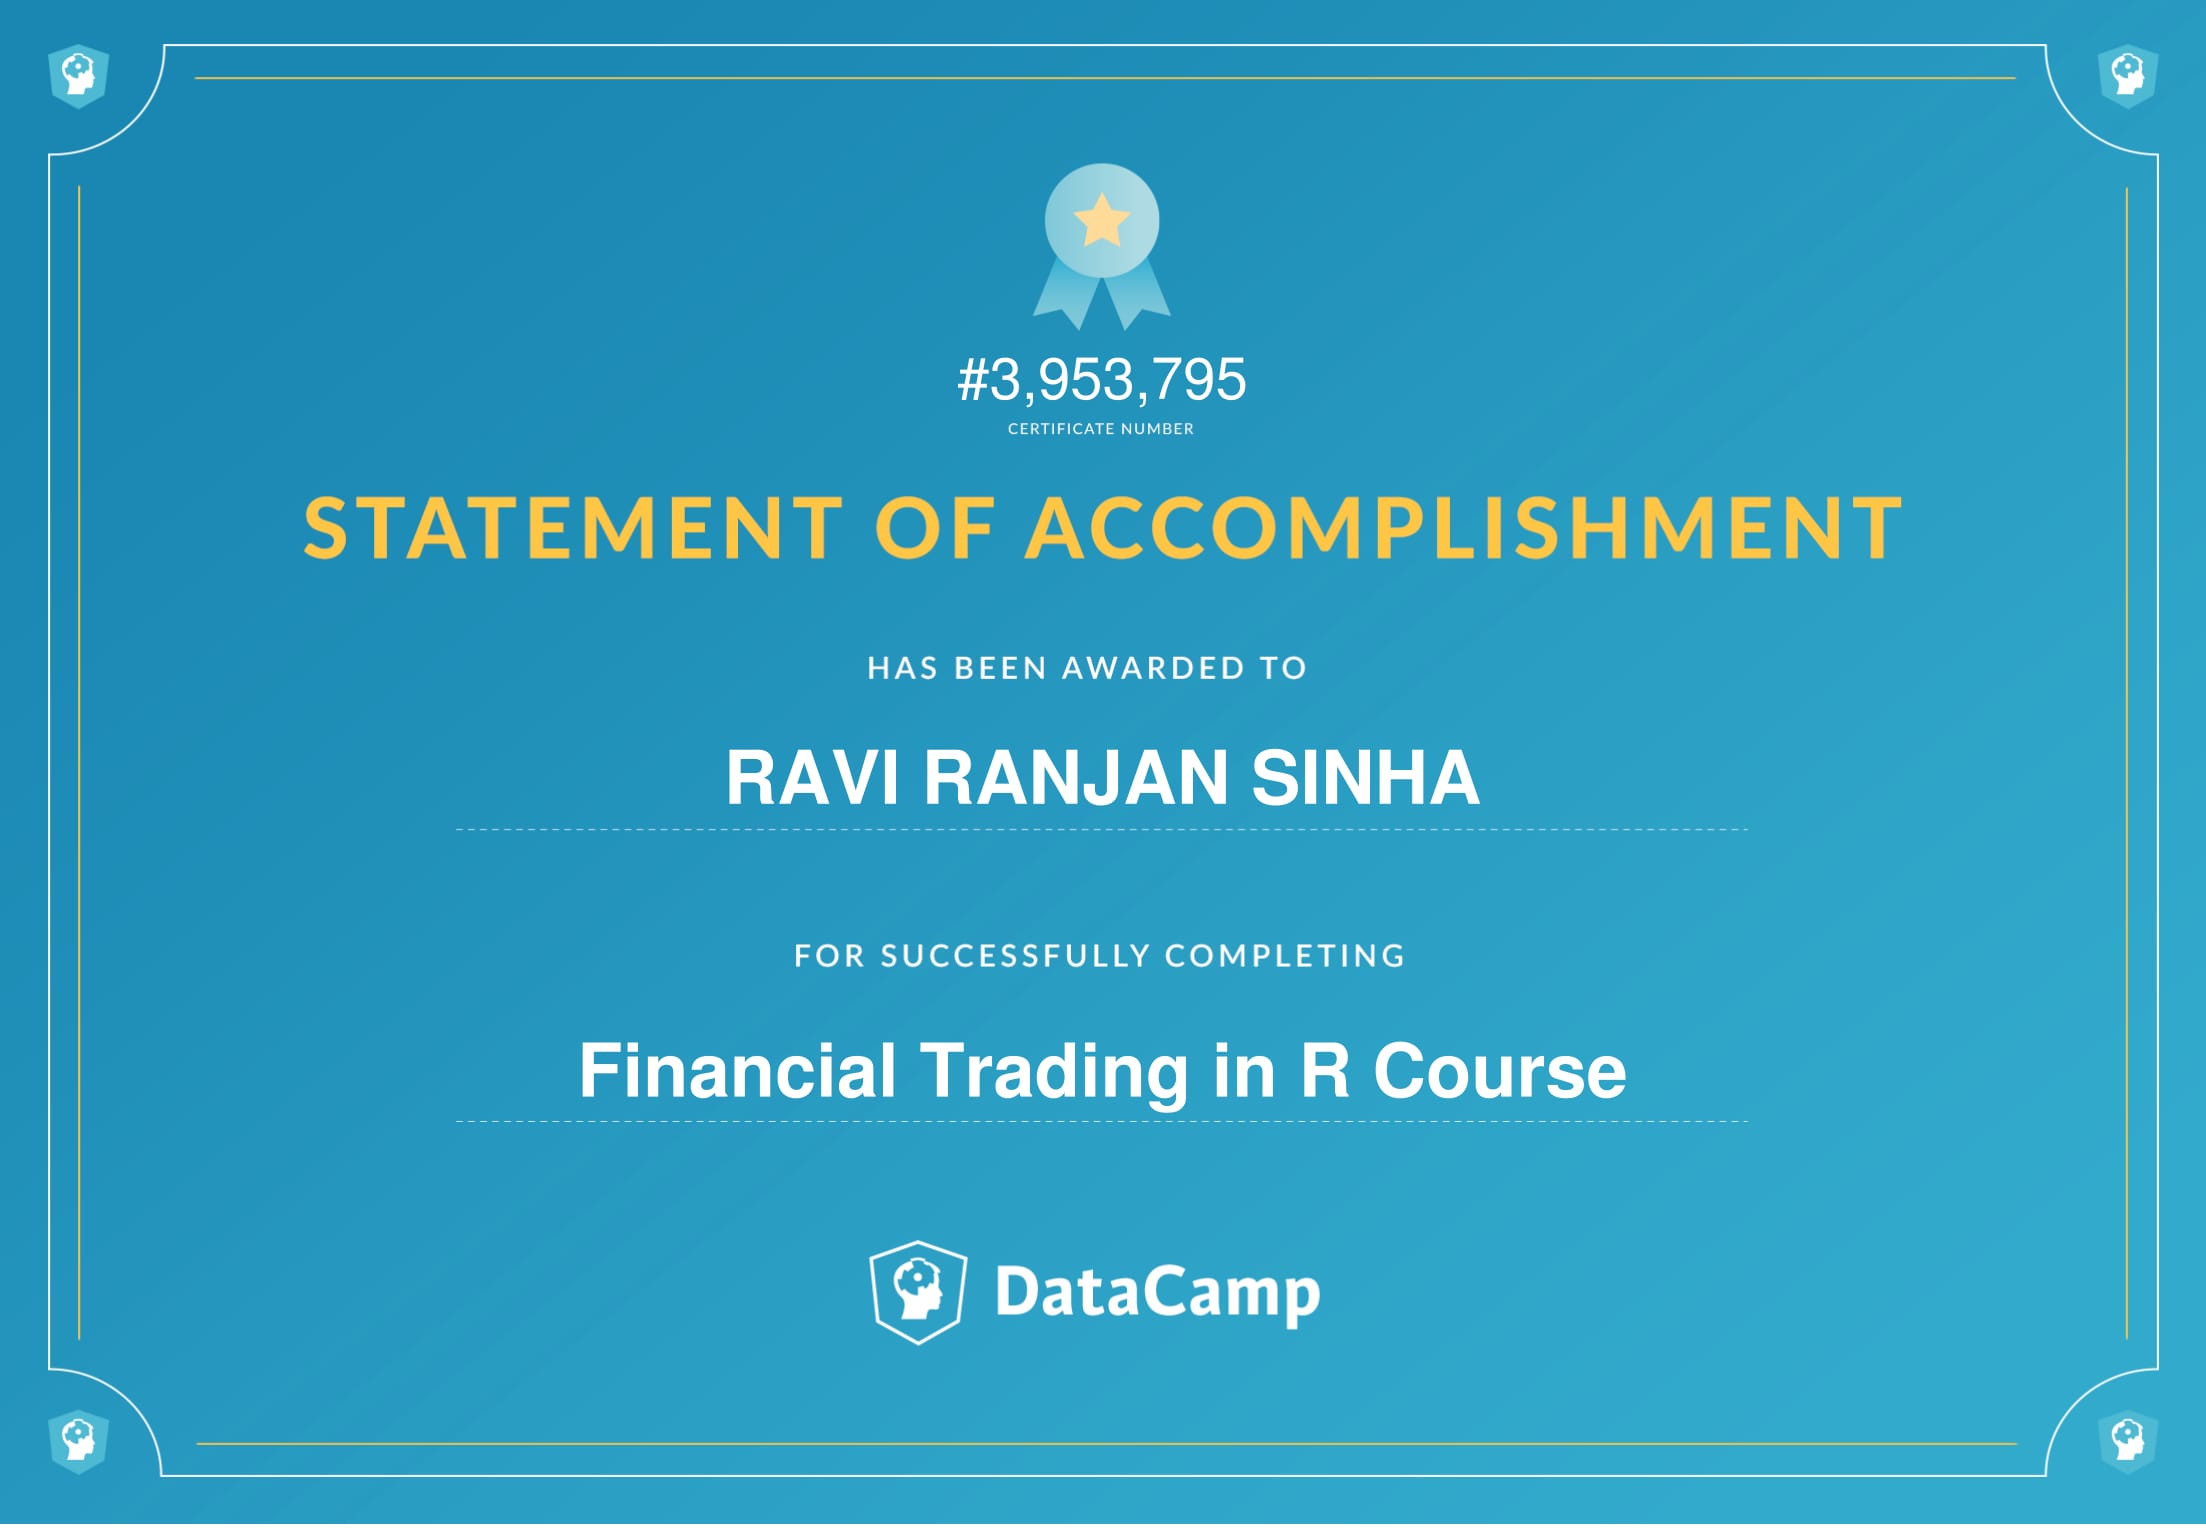 #3,953,795
CERTIFICATE NUMBER
STATEMENT OF ACCOMPLISHMENT
HAS BEEN AWARDED TO
RAVI RANJAN SINHA
FOR SUCCESSFULLY COMPLETING
Financial Trading in R Course
DataCamp